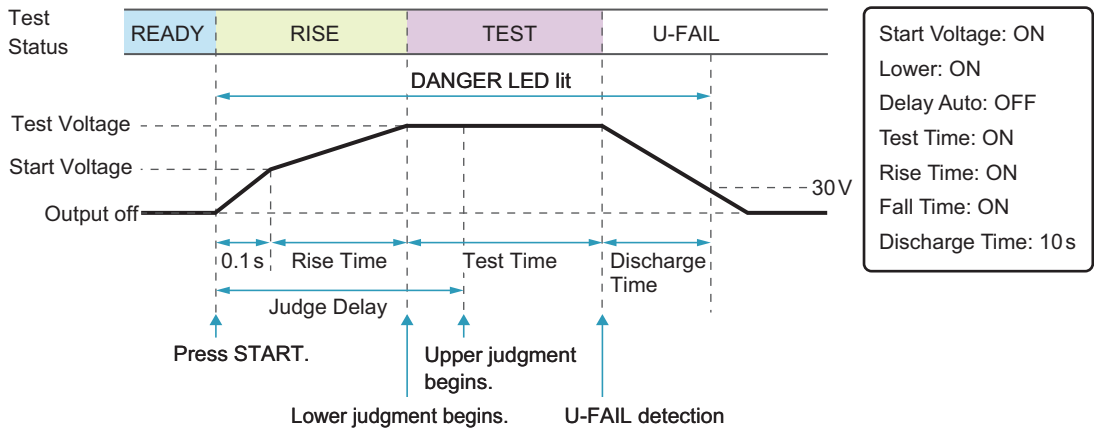 Test
Status
READY
RISE
TEST
U-FAIL
DANGER LED lit
Test Voltage
Start Voltage
Output off
30 V
0.1 s
Rise Time
Test Time
Discharge
Time
Judge Delay
Press START.
Upper judgment
begins.
Lower judgment begins.
U-FAIL detection
Start Voltage: ON
Lower: ON
Delay Auto: OFF
Test Time: ON
Rise Time: ON
Fall Time: ON
Discharge Time: 10 s